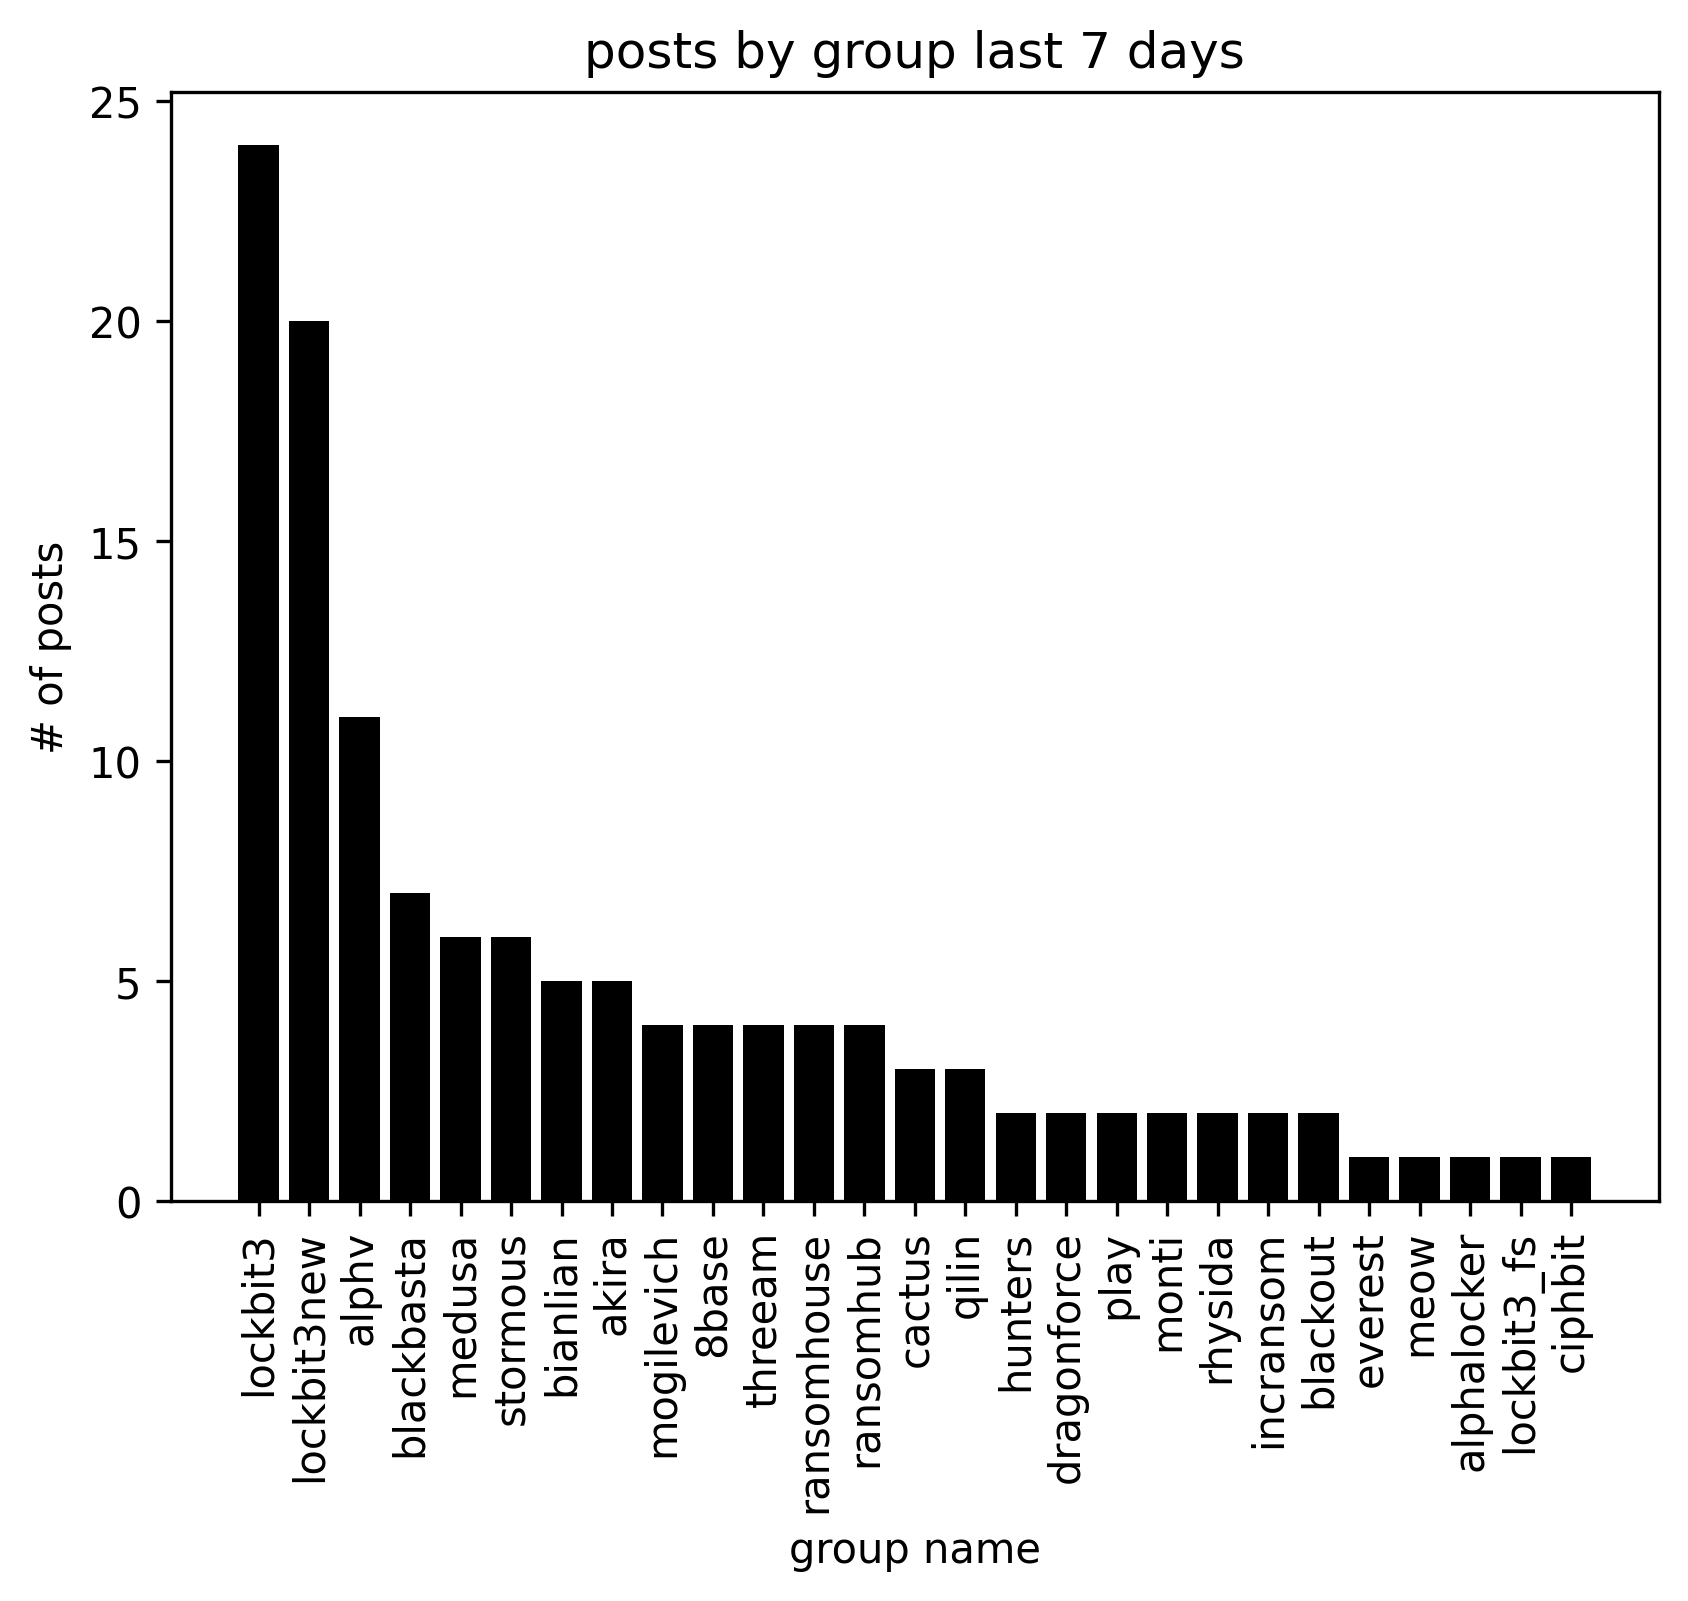 posts by group last 7 days
25
20
15
10
5
0
# of posts
lockbit3
lockbit3new
alphv
blackbasta
medusa
stormous
bianlian
akira
mogilevich
8base
threeam
ransomhouse
ransomhub
cactus
qilin
hunters
dragonforce
play
monti
rhysida
incransom
blackout
everest
meow
alphalocker
lockbit3_fs
ciphbit
group name